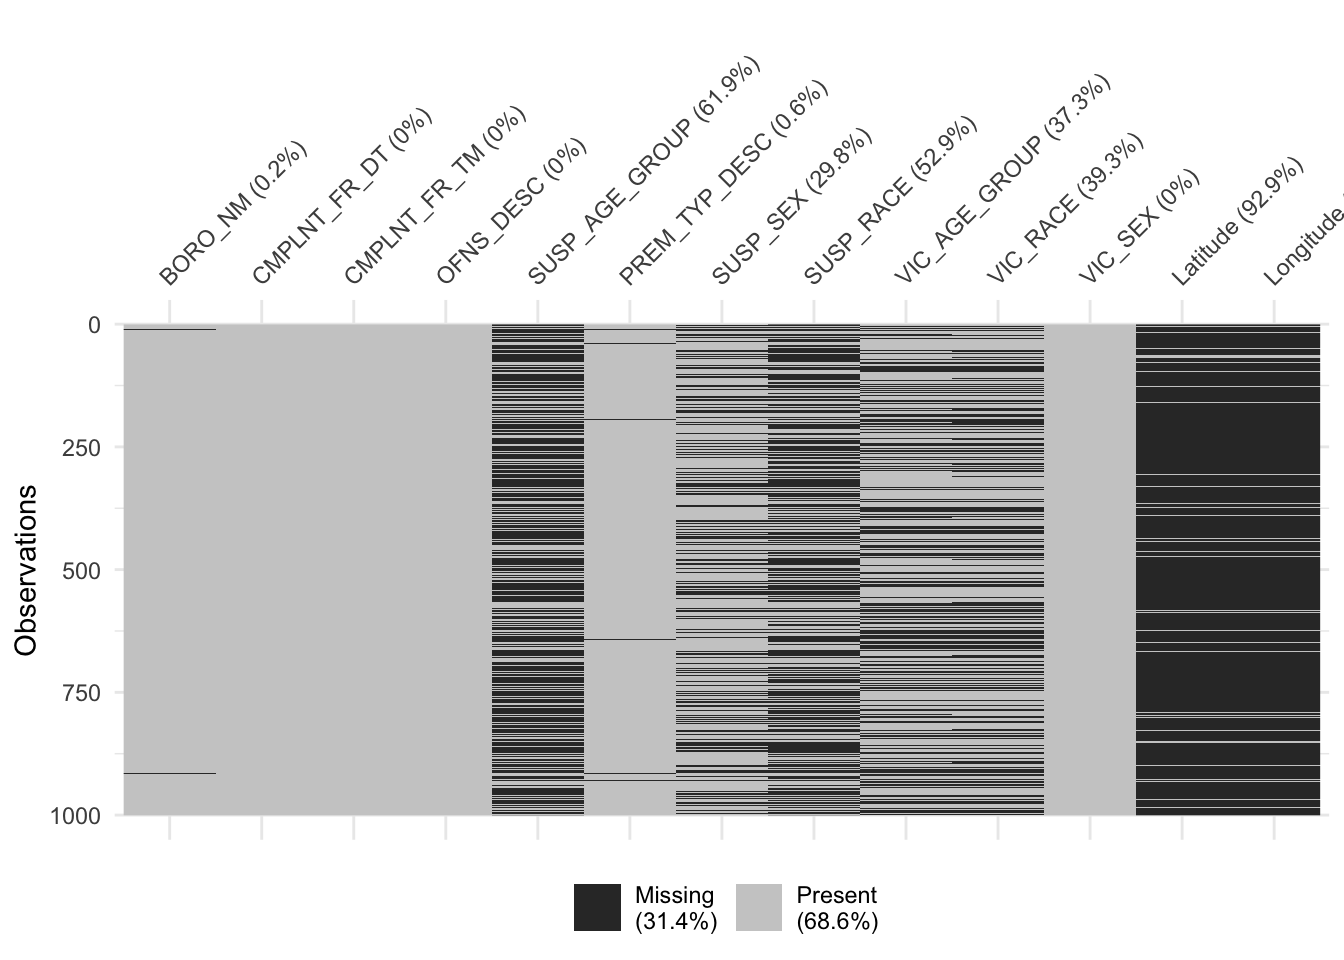 BORO_NM (0.2%)
CMPLNT_FR_DT (0%)
CMPLNT_FR_TM (0%)
OFNS_DESC (0%)
SUSP_AGE_GROUP (61.9%)
PREM_TYP_DESC (0.6%)
SUSP_SEX (29.8%)
SUSP_RACE (52.9%)
VIC_AGE_GROUP (37.3%)
VIC_RACE (39.3%)
VIC_SEX (0%)
Latitude (92.9%)
Longitude
0
250
500
750
1000
Observations
Missing
(31.4%)
Present
(68.6%)